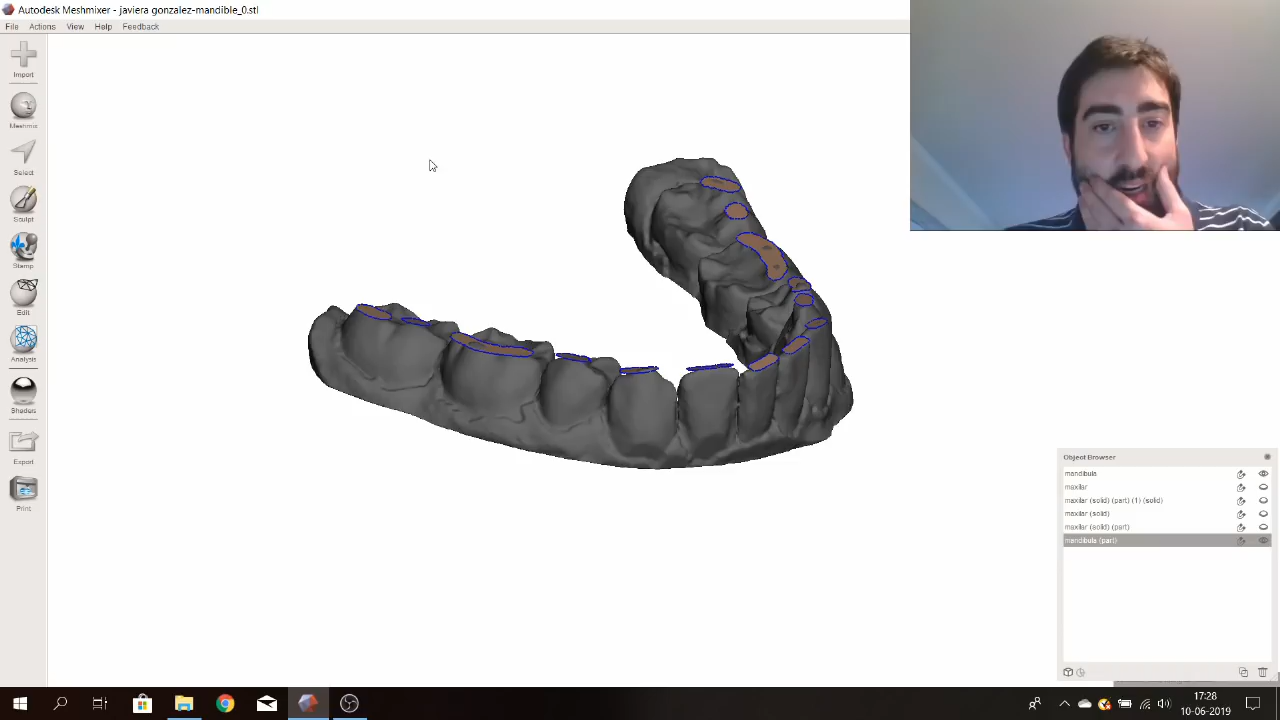 Autodesk Meshmixer - javiera gonzalez-mandible_0.stl
File Actions View Help Feedback
Import
Meshmix
Select
Sculpt
Stamp
Edit
Analysis
Shaders
Export
Print
Object Browser
mandibula
maxilar
maxilar (solid) (part) (1) (solid)
maxilar (solid)
maxilar (solid) (part)
mandibula (part)
17:28
10-06-2019